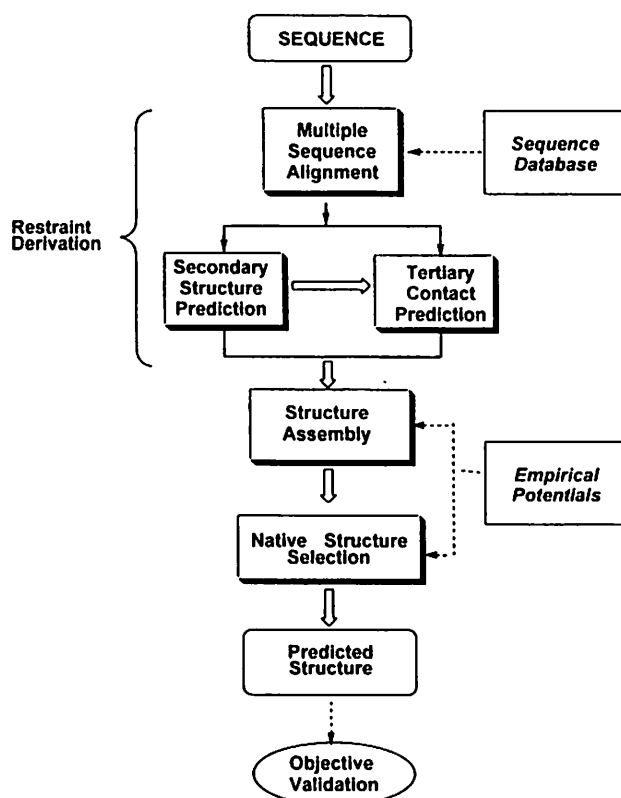 SEQUENCE
Multiple
Sequence
Alignment
Sequence
Database
Restraint
Derivation
Secondary
Structure
Prediction
Tertiary
Contact
Prediction
Structure
Assembly
Empirical
Potentials
Native Structure
Selection
Predicted
Structure
Objective
Validation